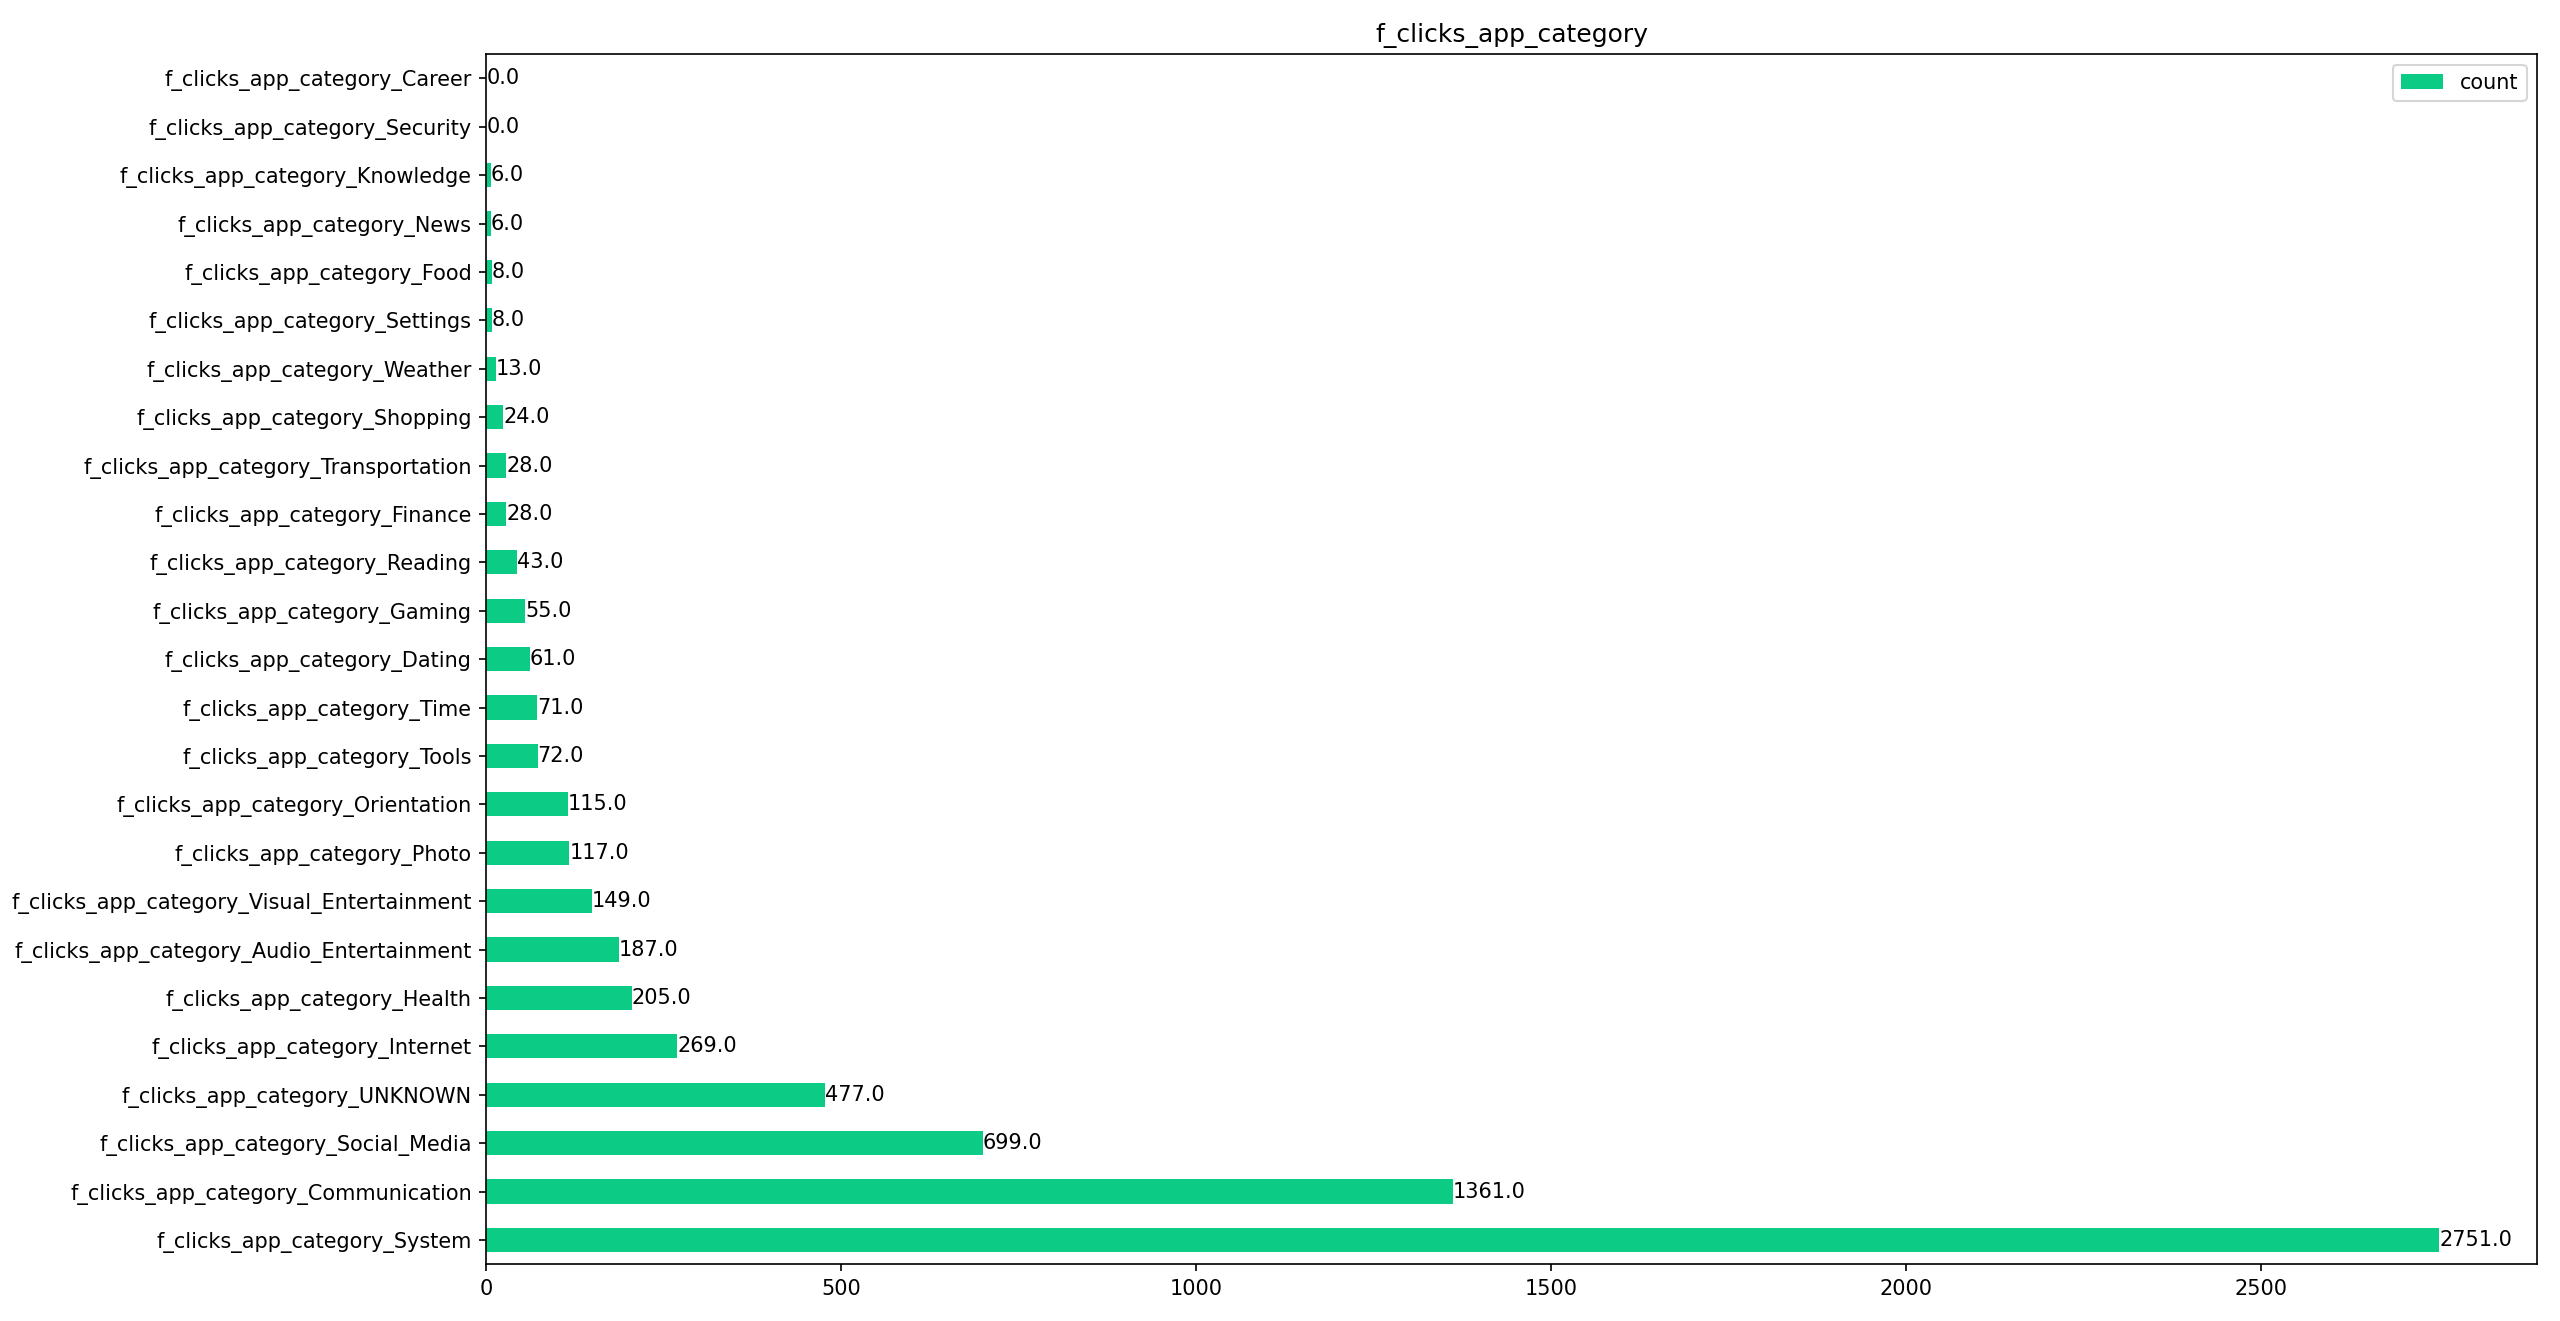 f_clicks_app_category
count
f_clicks_app_category_Career 0.0
f_clicks_app_category_Security 0.0
f_clicks_app_category_Knowledge 6.0
f_clicks_app_category_News 6.0
f_clicks_app_category_Food 8.0
f_clicks_app_category_Settings 8.0
f_clicks_app_category_Weather 13.0
f_clicks_app_category_Shopping 24.0
f_clicks_app_category_Transportation 28.0
f_clicks_app_category_Finance 28.0
f_clicks_app_category_Reading 43.0
f_clicks_app_category_Gaming 55.0
f_clicks_app_category_Dating 61.0
f_clicks_app_category_Time 71.0
f_clicks_app_category_Tools 72.0
f_clicks_app_category_Orientation 115.0
f_clicks_app_category_Photo 117.0
f_clicks_app_category_Visual_Entertainment 149.0
f_clicks_app_category_Audio_Entertainment 187.0
f_clicks_app_category_Health 205.0
f_clicks_app_category_Internet 269.0
f_clicks_app_category_UNKNOWN 477.0
f_clicks_app_category_Social_Media 699.0
f_clicks_app_category_Communication 1361.0
f_clicks_app_category_System 2751.0
0 500 1000 1500 2000 2500